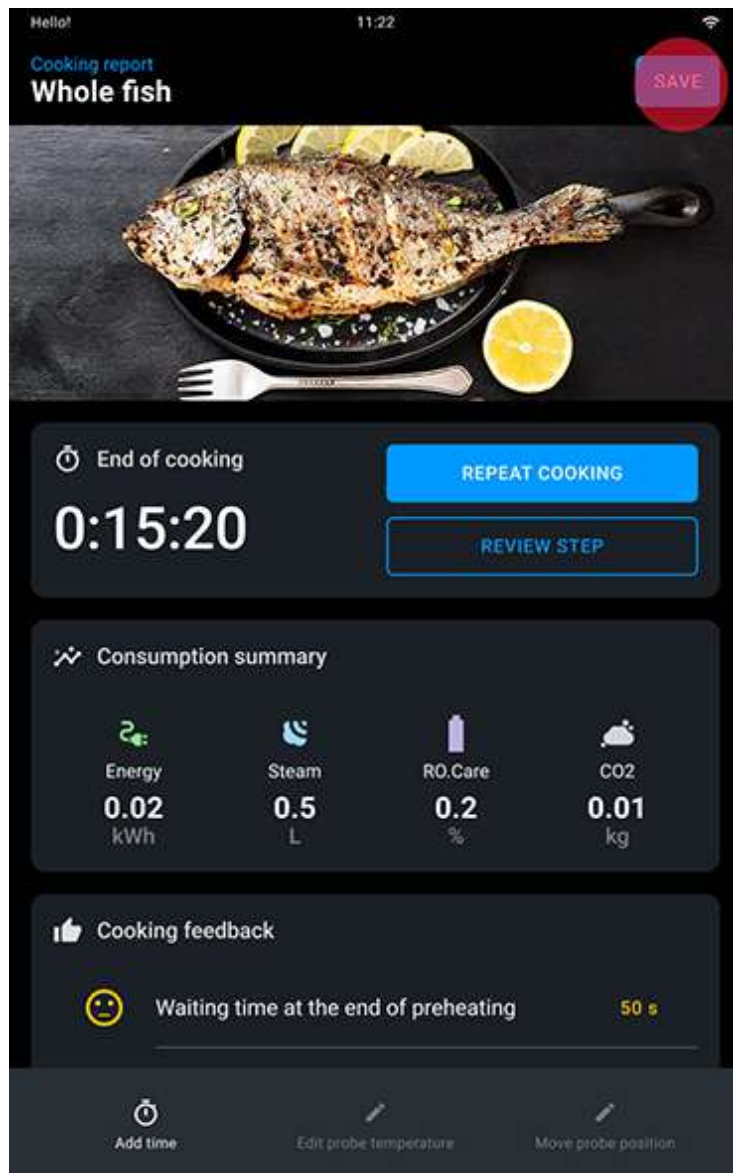 Hello!
11:22
Cooking report
Whole fish
SAVE
End of cooking
0:15:20
REPEAT COOKING
REVIEW STEP
Consumption summary
Energy
Steam
RO.Care
CO2
0.02
0.5
0.2
0.01
kWh
L
%
kg
Cooking feedback
Waiting time at the end of preheating
50 s
Add time
Edit probe temperature
Move probe position